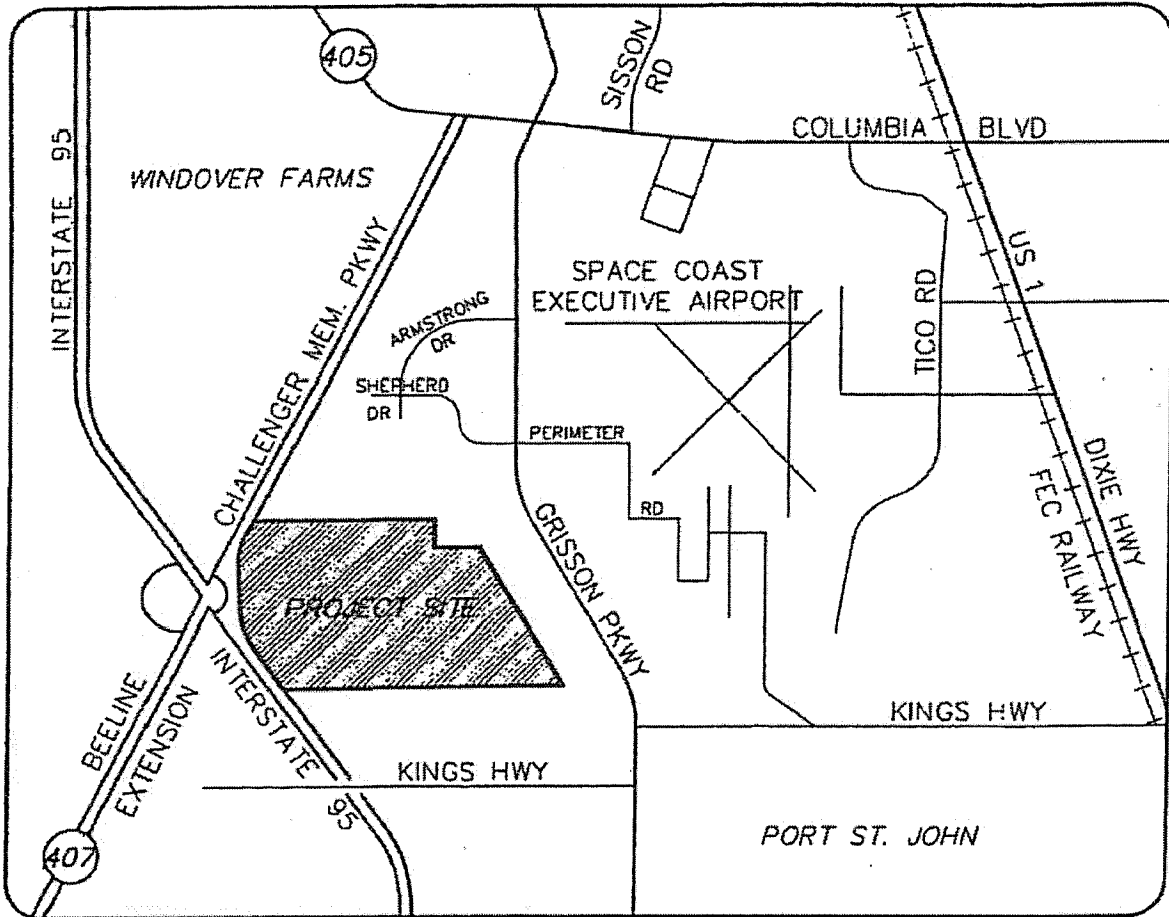 405
SISSON
RD
COLUMBIA BLVD
INTERSTATE 95
WINDOVER FARMS
CHALLENGER MEM. PKWY
SPACE COAST
EXECUTIVE AIRPORT
US 1
TICO RD
ARMSTRONG
DR
SHEPHERD
DR
PERIMETER
RD
GRISSON PKWY
DIXIE HWY
FEC RAILWAY
PROJECT SITE
BEELINE
EXTENSION
INTERSTATE 95
KINGS HWY
KINGS HWY
PORT ST. JOHN
407